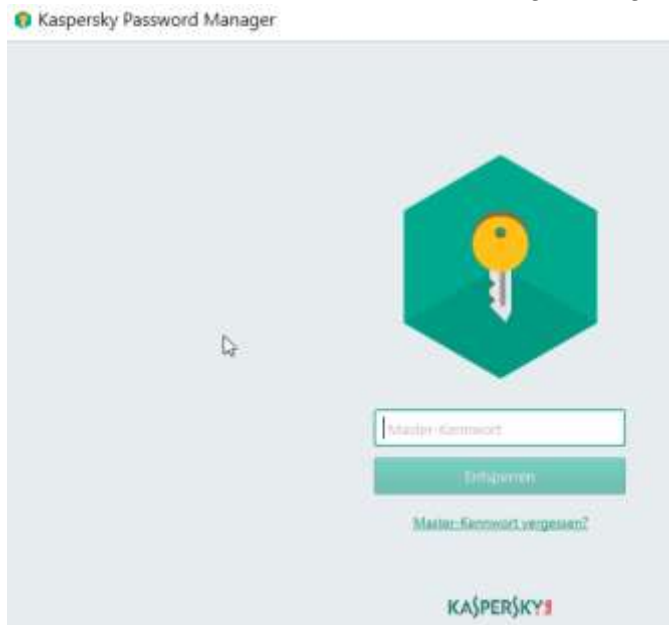 Kaspersky Password Manager
Master-Kennwort
Entsperren
Master-Kennwort vergessen?
KASPERSKY